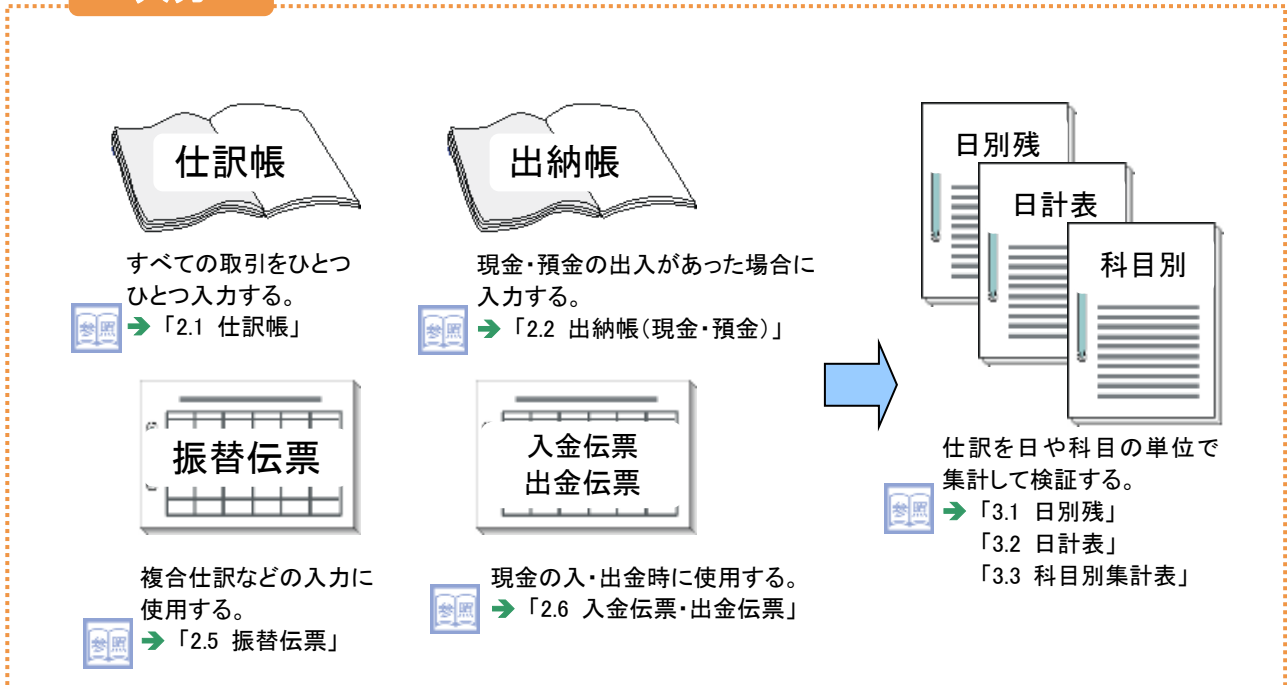 仕訳帳
すべての取引をひとつ
ひとつ入力する。
参照
➔ 「2.1 仕訳帳」
出納帳
現金・預金の出入があった場合に
入力する。
参照
➔ 「2.2 出納帳(現金・預金)」
振替伝票
複合仕訳などの入力に
使用する。
参照
➔ 「2.5 振替伝票」
入金伝票
出金伝票
現金の入・出金時に使用する。
参照
➔ 「2.6 入金伝票・出金伝票」
日別残
日計表
科目別
仕訳を日や科目の単位で
集計して検証する。
参照
➔ 「3.1 日別残」
「3.2 日計表」
「3.3 科目別集計表」